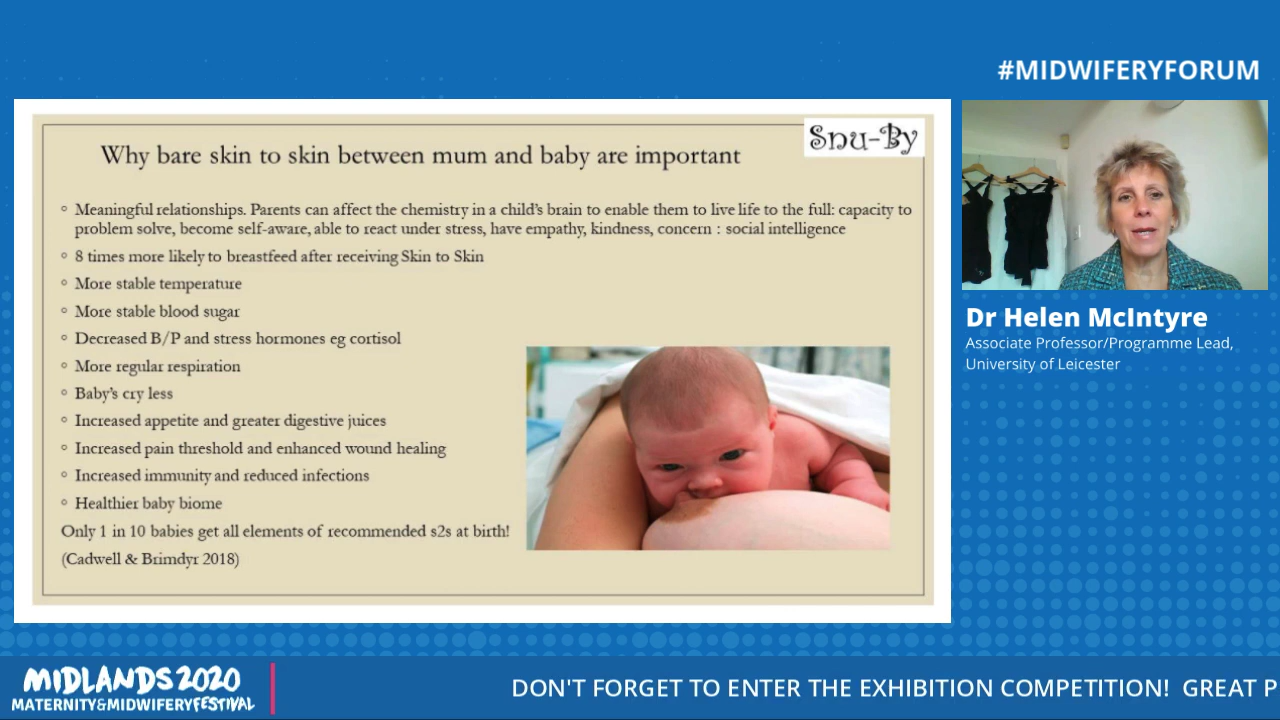 #MIDWIFERYFORUM
Snu-By
Why bare skin to skin between mum and baby are important
◦ Meaningful relationships. Parents can affect the chemistry in a child's brain to enable them to live life to the full: capacity to
problem solve, become self-aware, able to react under stress, have empathy, kindness, concern : social intelligence
◦ 8 times more likely to breastfeed after receiving Skin to Skin
◦ More stable temperature
◦ More stable blood sugar
◦ Decreased B/P and stress hormones eg cortisol
◦ More regular respiration
◦ Baby's cry less
◦ Increased appetite and greater digestive juices
◦ Increased pain threshold and enhanced wound healing
◦ Increased immunity and reduced infections
◦ Healthier baby biome
Only 1 in 10 babies get all elements of recommended s2s at birth!
(Cadwell & Brimdyr 2018)
Dr Helen McIntyre
Associate Professor/Programme Lead,
University of Leicester
MIDLANDS 2020
MATERNITY&MIDWIFERYFESTIVAL
DON'T FORGET TO ENTER THE EXHIBITION COMPETITION! GREAT P